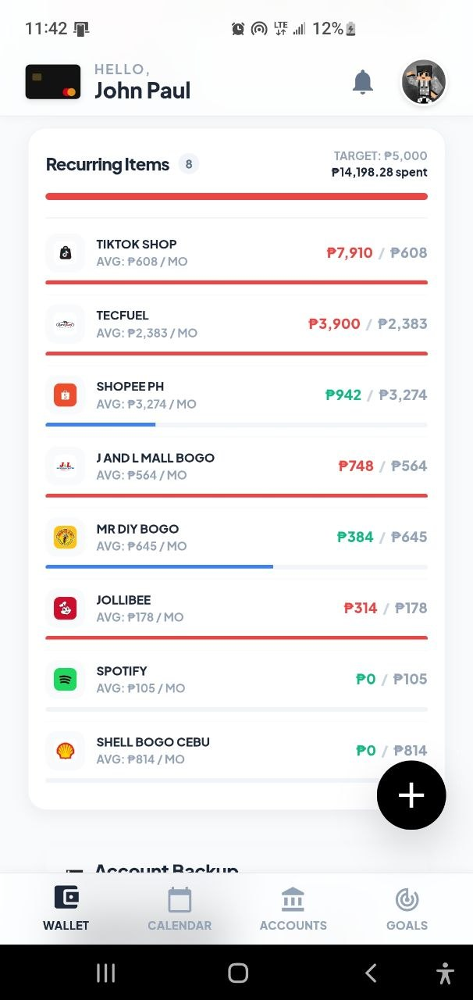 11:42
LTE
12%
HELLO,
John Paul
Recurring Items 8
TARGET: ₱5,000
₱14,198.28 spent
TIKTOK SHOP
AVG: ₱608 / MO
₱7,910 / ₱608
TECFUEL
AVG: ₱2,383 / MO
₱3,900 / ₱2,383
SHOPEE PH
AVG: ₱3,274 / MO
₱942 / ₱3,274
J AND L MALL BOGO
AVG: ₱564 / MO
₱748 / ₱564
MR DIY BOGO
AVG: ₱645 / MO
₱384 / ₱645
JOLLIBEE
AVG: ₱178 / MO
₱314 / ₱178
SPOTIFY
AVG: ₱105 / MO
₱0 / ₱105
SHELL BOGO CEBU
AVG: ₱814 / MO
₱0 / ₱814
Account Backup
WALLET
CALENDAR
ACCOUNTS
GOALS